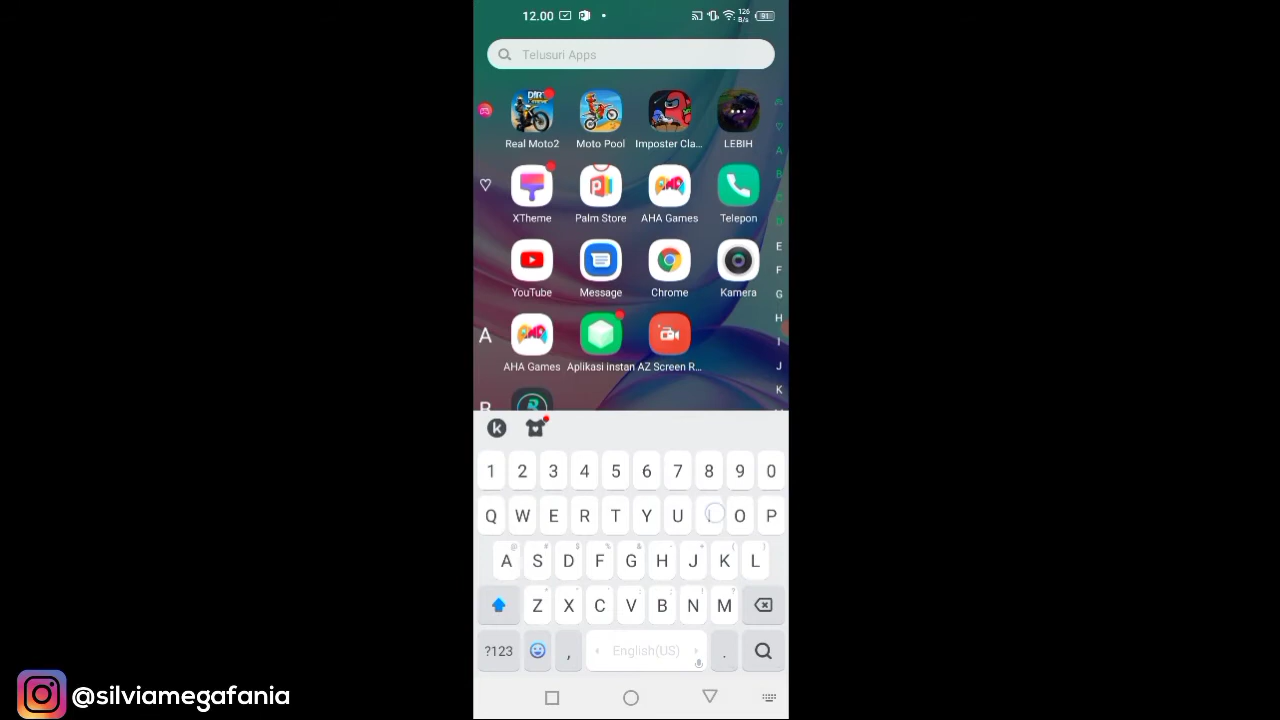 12.00 126 B/s 91
Telusuri Apps
Real Moto2 Moto Pool Imposter Cla... LEBIH
XTheme Palm Store AHA Games Telepon
YouTube Message Chrome Kamera
A
AHA Games Aplikasi instan AZ Screen R...
B
A
B
C
D
E
F
G
H
I
J
K
1 2 3 4 5 6 7 8 9 0
Q W E R T Y U I O P
A S D F G H J K L
Z X C V B N M
?123 , English(US) .
@silviamegafania